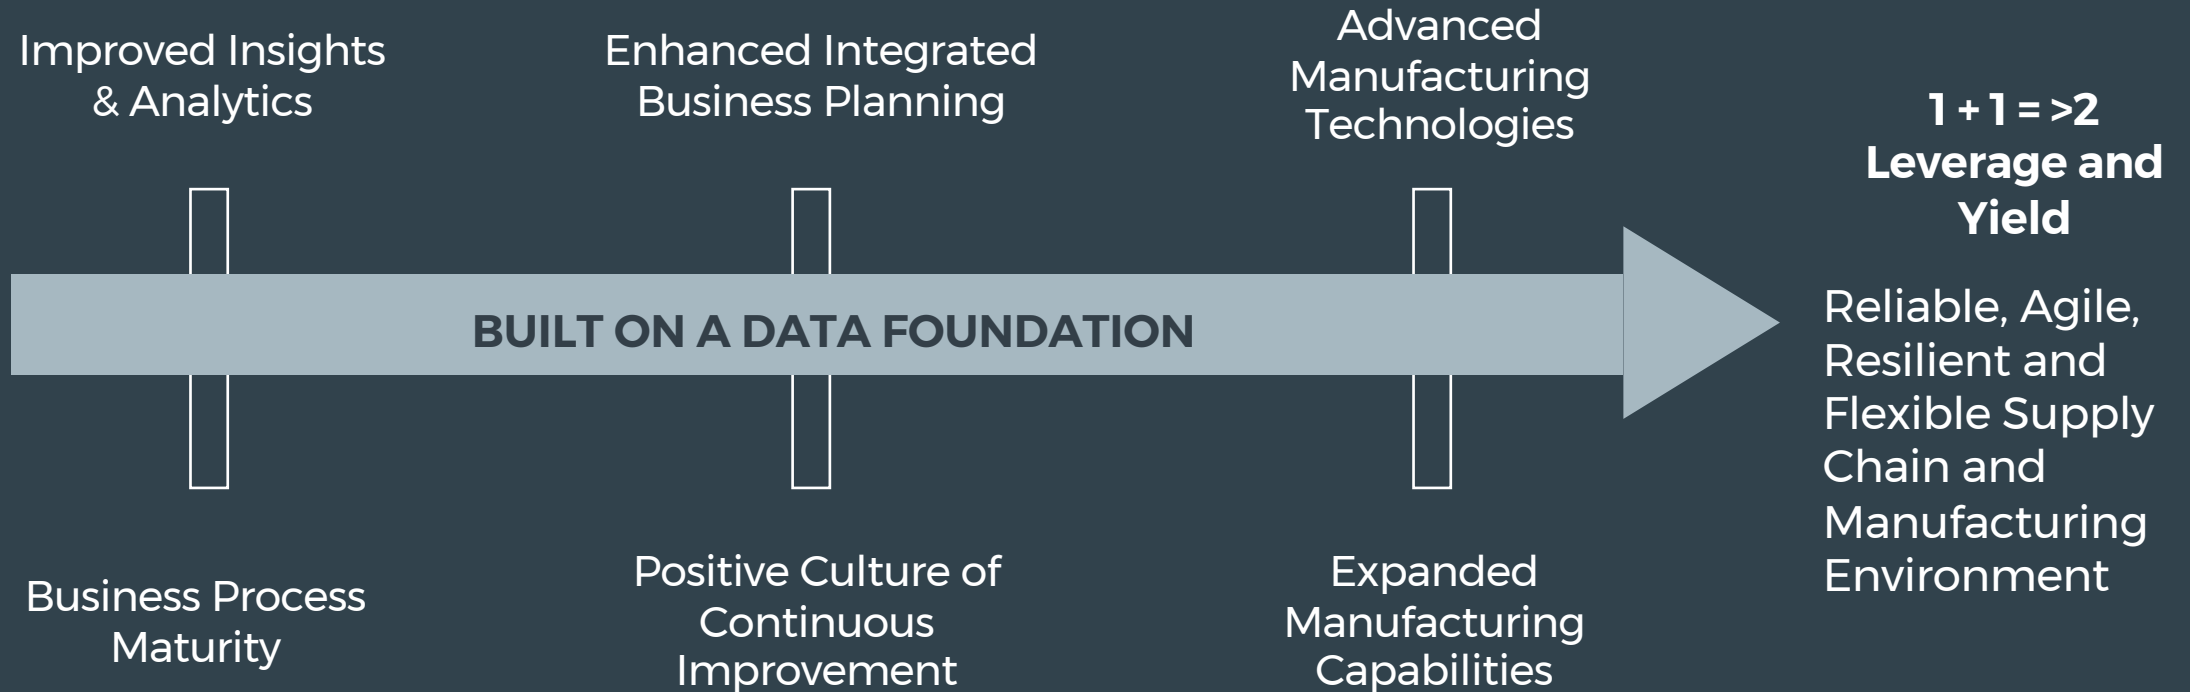 Improved Insights
& Analytics
Enhanced Integrated
Business Planning
Advanced
Manufacturing
Technologies
1 + 1 = >2
Leverage and
Yield
BUILT ON A DATA FOUNDATION
Reliable, Agile,
Resilient and
Flexible Supply
Chain and
Manufacturing
Environment
Business Process
Maturity
Positive Culture of
Continuous
Improvement
Expanded
Manufacturing
Capabilities